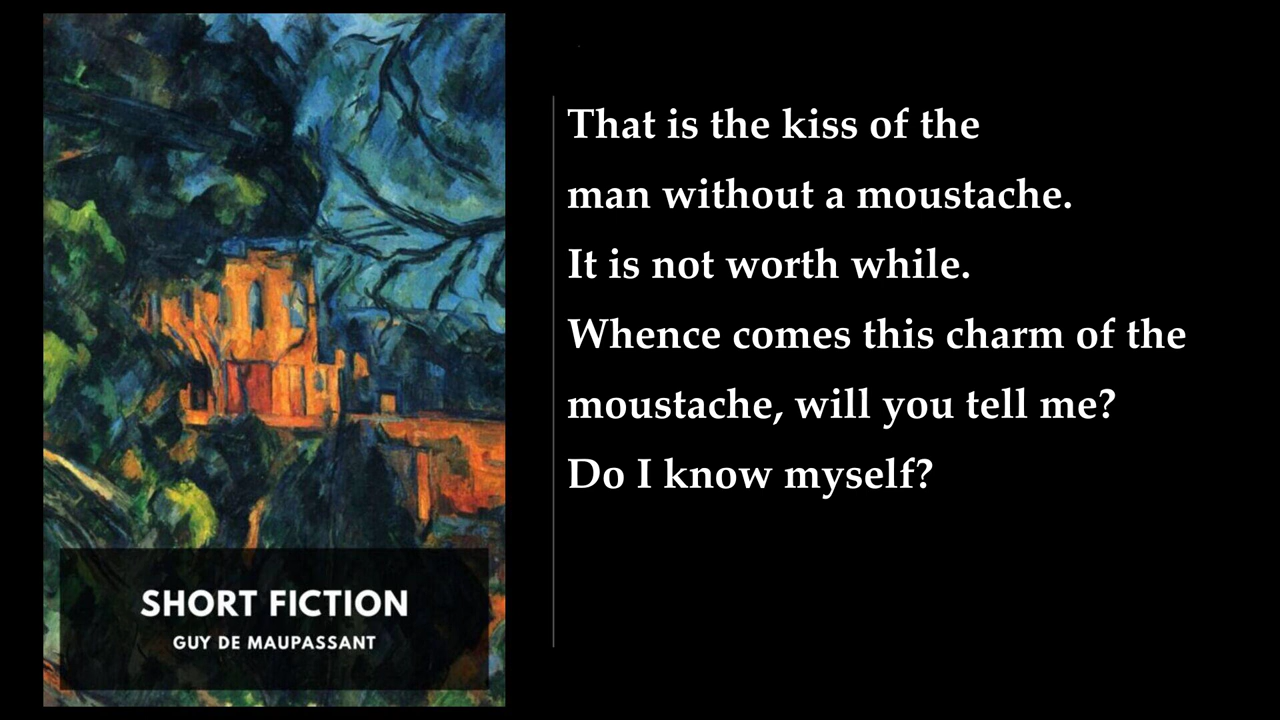 SHORT FICTION
GUY DE MAUPASSANT
That is the kiss of the
man without a moustache.
It is not worth while.
Whence comes this charm of the
moustache, will you tell me?
Do I know myself?